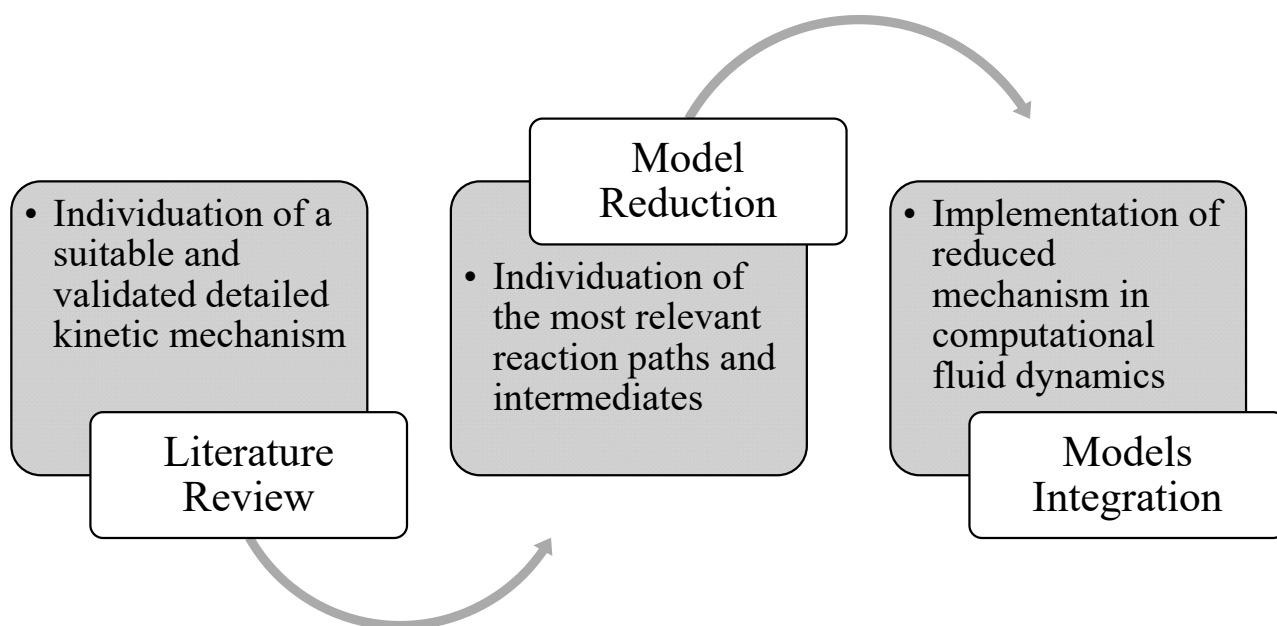 • Individuation of a
suitable and
validated detailed
kinetic mechanism
Literature
Review
Model
Reduction
• Individuation of
the most relevant
reaction paths and
intermediates
• Implementation of
reduced
mechanism in
computational
fluid dynamics
Models
Integration